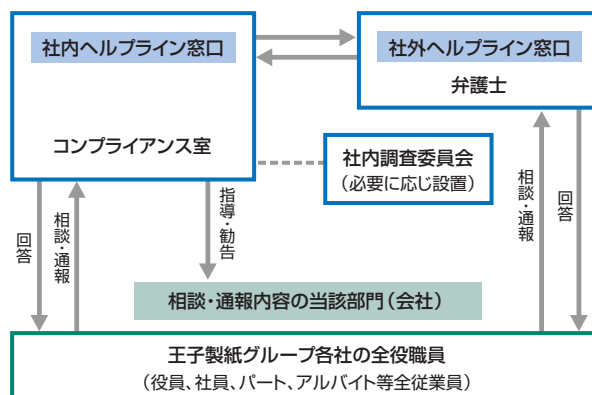 社内ヘルプライン窓口
コンプライアンス室
社外ヘルプライン窓口
弁護士
社内調査委員会
（必要に応じ設置）
回答
相談・通報
指導・勧告
相談・通報
回答
相談・通報内容の当該部門（会社）
王子製紙グループ各社の全役職員
（役員、社員、パート、アルバイト等全従業員）